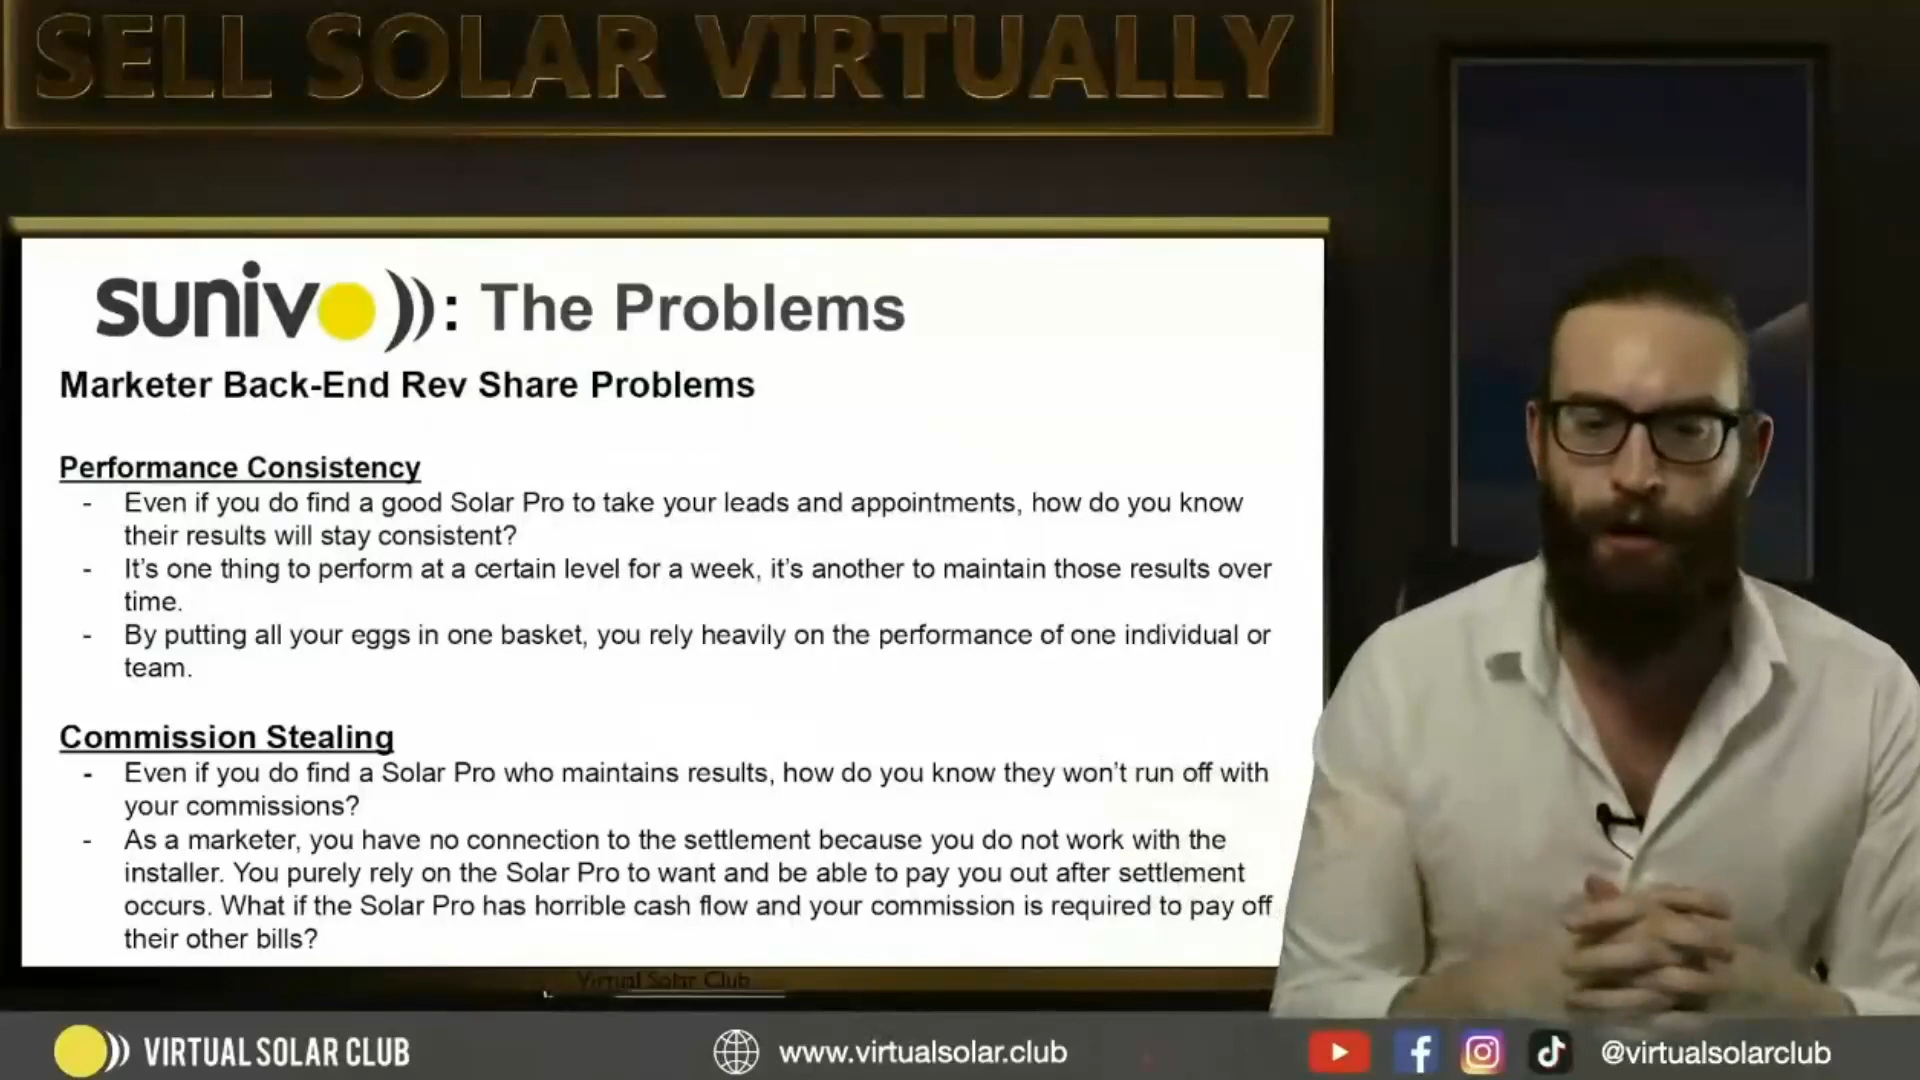 SELL SOLAR VIRTUALLY
sunivo: The Problems
Marketer Back-End Rev Share Problems
Performance Consistency
- Even if you do find a good Solar Pro to take your leads and appointments, how do you know
their results will stay consistent?
- It’s one thing to perform at a certain level for a week, it’s another to maintain those results over
time.
- By putting all your eggs in one basket, you rely heavily on the performance of one individual or
team.
Commission Stealing
- Even if you do find a Solar Pro who maintains results, how do you know they won’t run off with
your commissions?
- As a marketer, you have no connection to the settlement because you do not work with the
installer. You purely rely on the Solar Pro to want and be able to pay you out after settlement
occurs. What if the Solar Pro has horrible cash flow and your commission is required to pay off
their other bills?
Virtual Solar Club
VIRTUAL SOLAR CLUB
www.virtualsolar.club
@virtualsolarclub